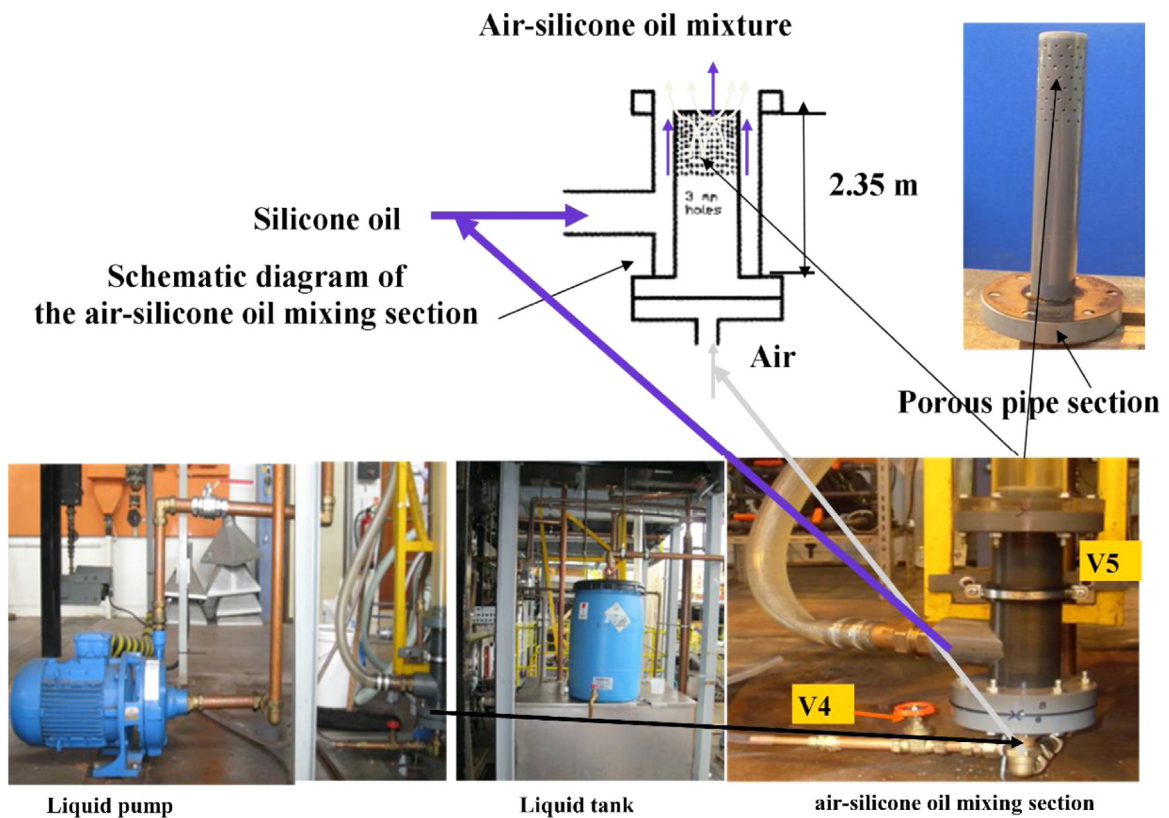 Air-silicone oil mixture
2.35 m
3 mm
holes
Silicone oil
Schematic diagram of
the air-silicone oil mixing section
Air
Porous pipe section
V5
V4
Liquid pump
Liquid tank
air-silicone oil mixing section